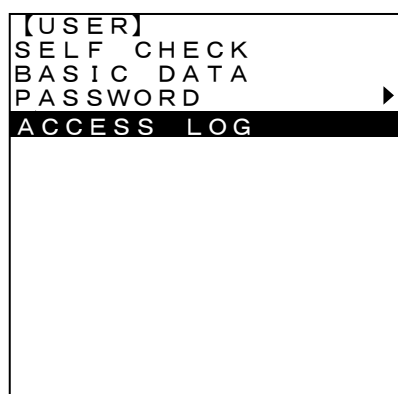 【USER】
SELF CHECK
BASIC DATA
PASSWORD ▶
ACCESS LOG